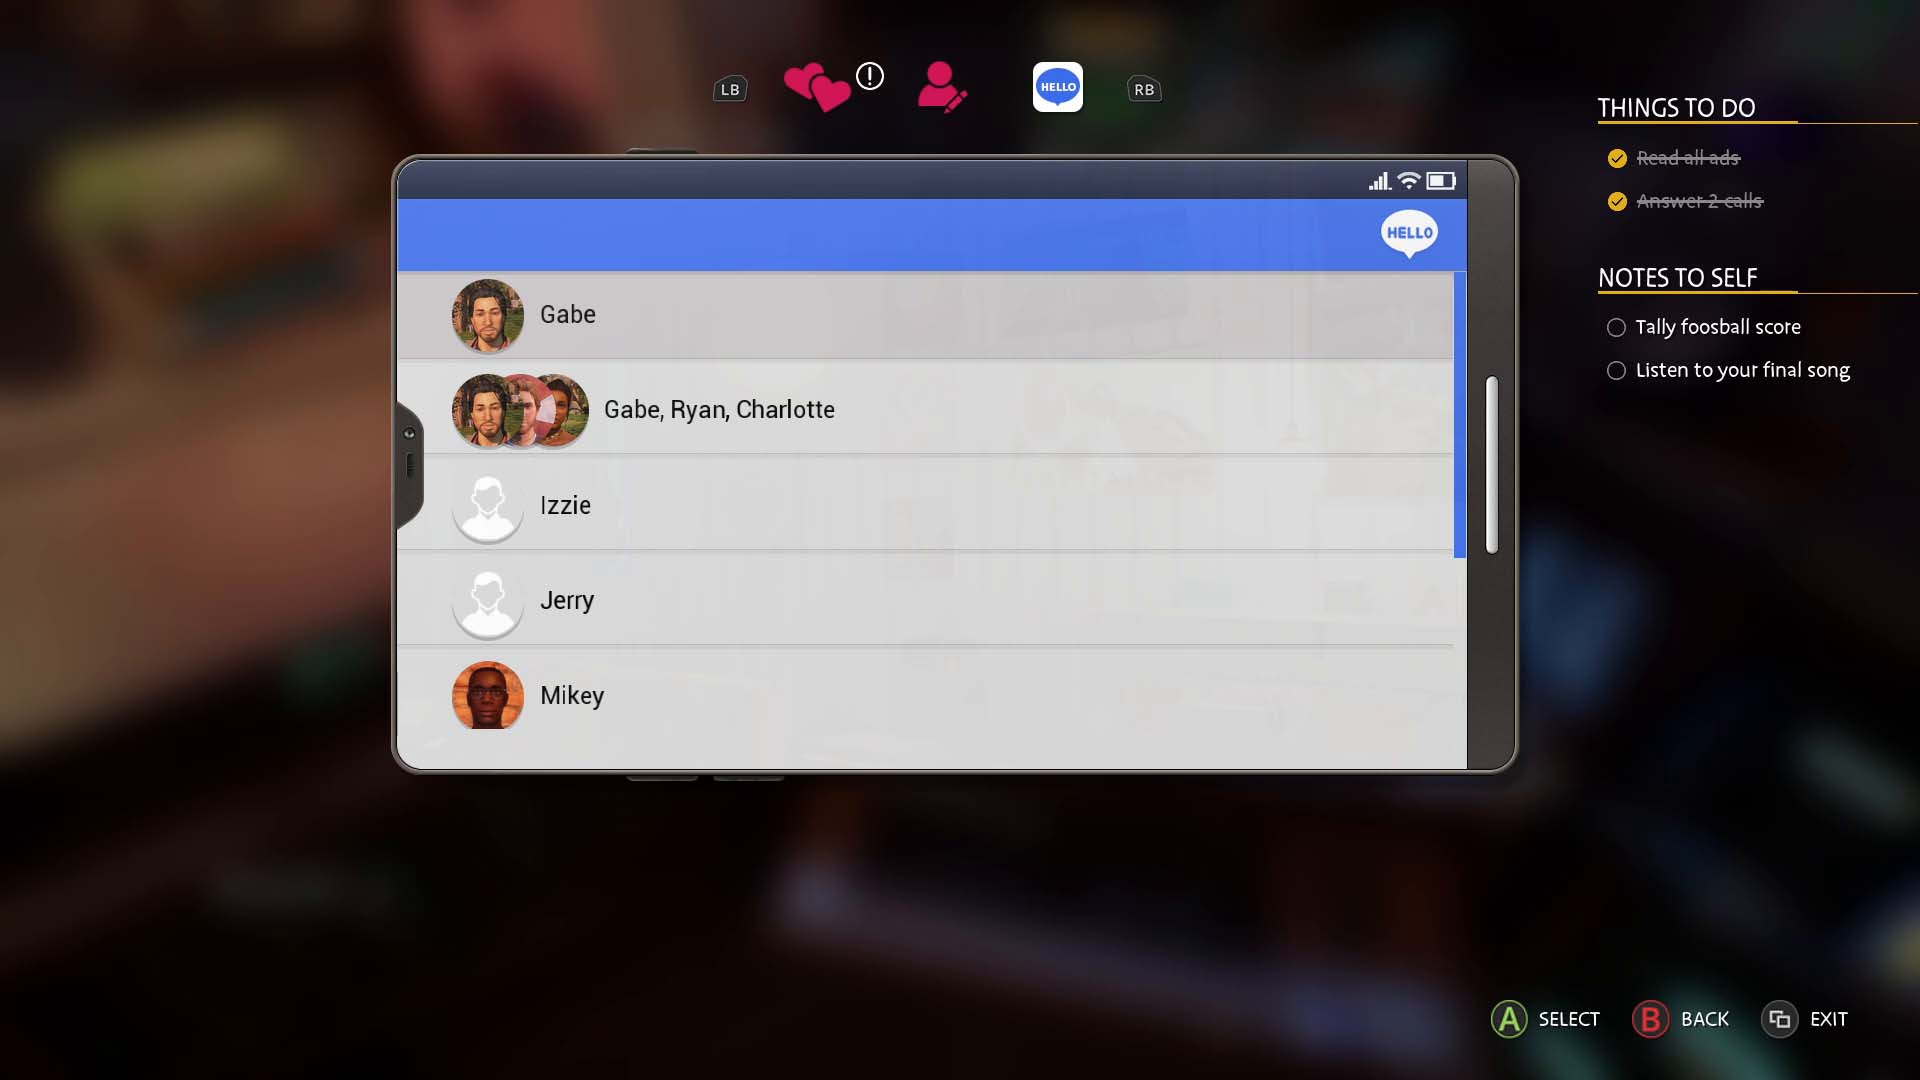 LB
HELLO
RB
THINGS TO DO
Read all ads
Answer 2 calls
HELLO
NOTES TO SELF
Tally foosball score
Listen to your final song
Gabe
Gabe, Ryan, Charlotte
Izzie
Jerry
Mikey
A SELECT B BACK EXIT